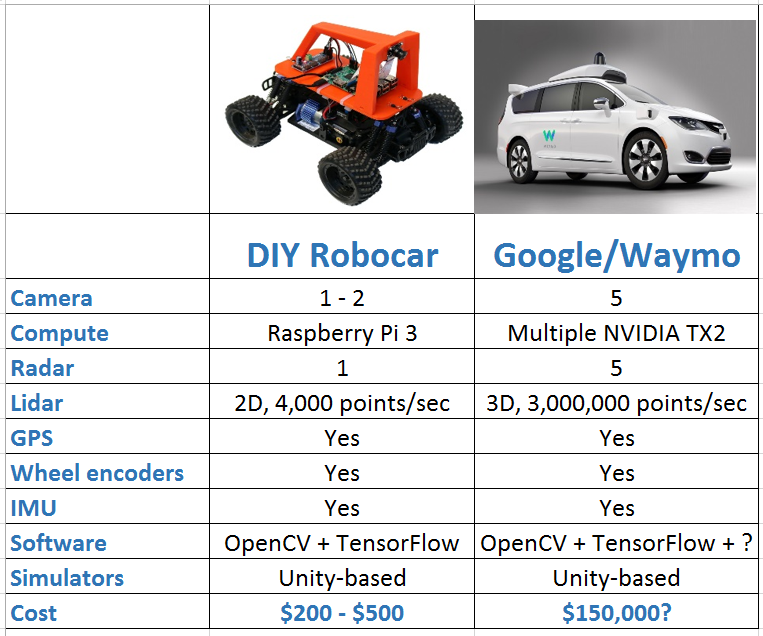 W
DIY Robocar Google/Waymo
Camera 1 - 2 5
Compute Raspberry Pi 3 Multiple NVIDIA TX2
Radar 1 5
Lidar 2D, 4,000 points/sec 3D, 3,000,000 points/sec
GPS Yes Yes
Wheel encoders Yes Yes
IMU Yes Yes
Software OpenCV + TensorFlow OpenCV + TensorFlow + ?
Simulators Unity-based Unity-based
Cost $200 - $500 $150,000?